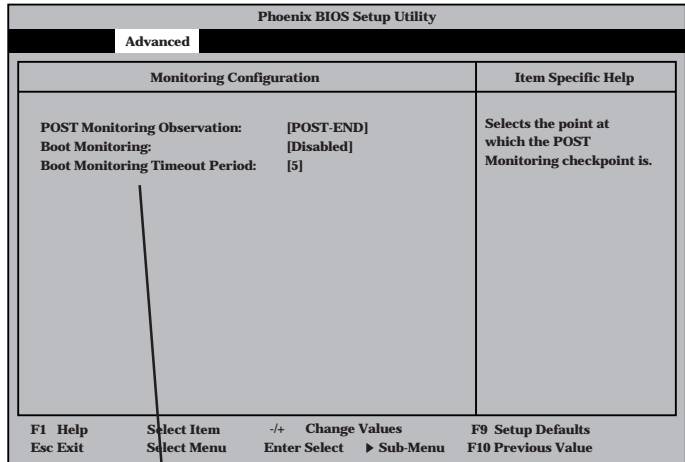 Phoenix BIOS Setup Utility
Advanced
Monitoring Configuration
Item Specific Help
POST Monitoring Observation: [POST-END]
Boot Monitoring: [Disabled]
Boot Monitoring Timeout Period: [5]
Selects the point at
which the POST
Monitoring checkpoint is.
F1 Help Select Item -/+ Change Values F9 Setup Defaults
Esc Exit Select Menu Enter Select ▶ Sub-Menu F10 Previous Value